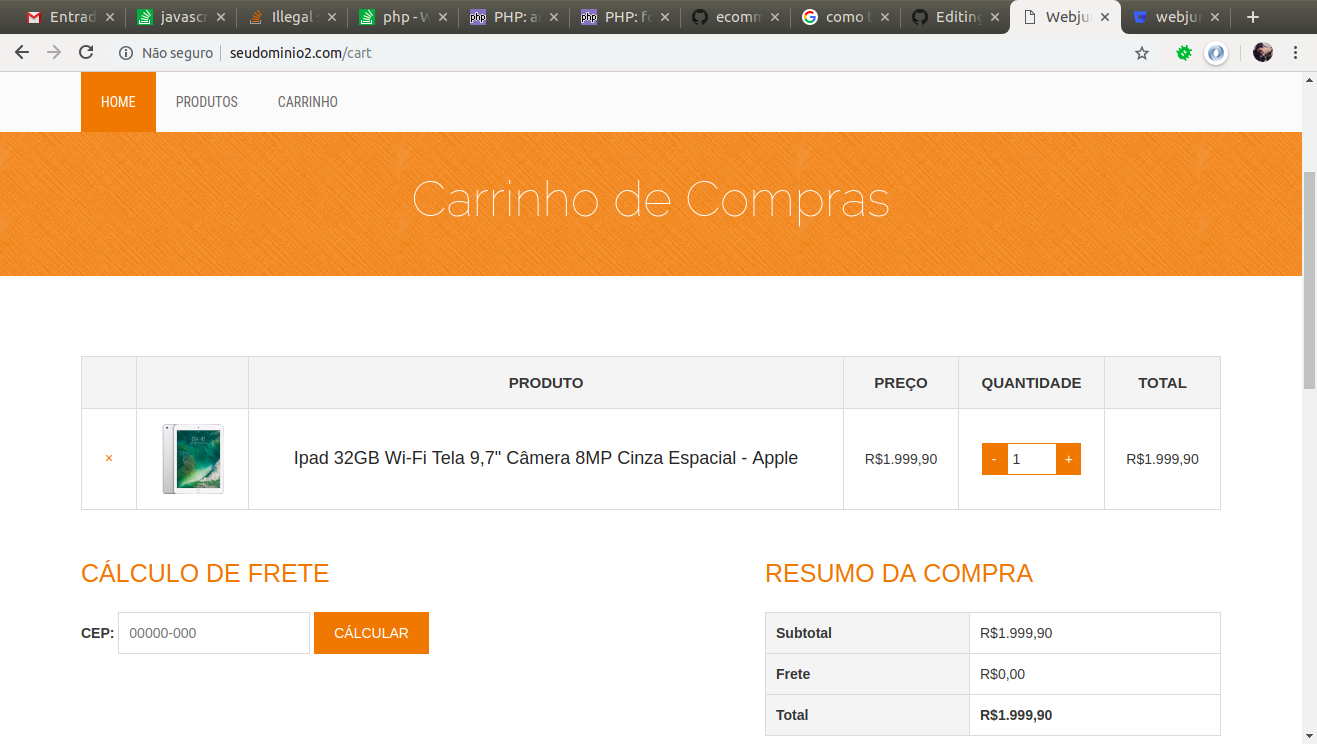 Entrad
javascr
Illegal
php - W
PHP: a
PHP: fo
ecomm
como t
Editing
Webju
webjur
Não seguro
seudominio2.com/cart
HOME
PRODUTOS
CARRINHO
Carrinho de Compras
PRODUTO
PREÇO
QUANTIDADE
TOTAL
×
Ipad 32GB Wi-Fi Tela 9,7" Câmera 8MP Cinza Espacial - Apple
R$1.999,90
- 1 +
R$1.999,90
CÁLCULO DE FRETE
CEP: 00000-000 CÁLCULAR
RESUMO DA COMPRA
Subtotal R$1.999,90
Frete R$0,00
Total R$1.999,90